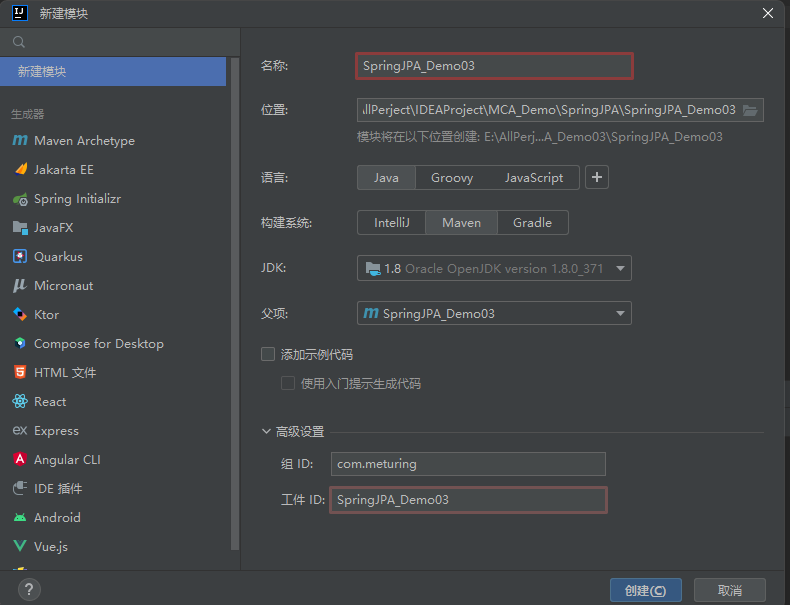 新建模块
新建模块
生成器
Maven Archetype
Jakarta EE
Spring Initializr
JavaFX
Quarkus
Micronaut
Ktor
Compose for Desktop
HTML 文件
React
ex Express
Angular CLI
IDE 插件
Android
Vue.js
名称: SpringJPA_Demo03
位置: AllPerject\IDEAProject\MCA_Demo\SpringJPA\SpringJPA_Demo03
模块将在以下位置创建: E:\AllPerj...A_Demo03\SpringJPA_Demo03
语言: Java Groovy JavaScript +
构建系统: IntelliJ Maven Gradle
JDK: 1.8 Oracle OpenJDK version 1.8.0_371
父项: m SpringJPA_Demo03
添加示例代码
使用入门提示生成代码
高级设置
组 ID: com.meturing
工件 ID: SpringJPA_Demo03
? 创建(C) 取消